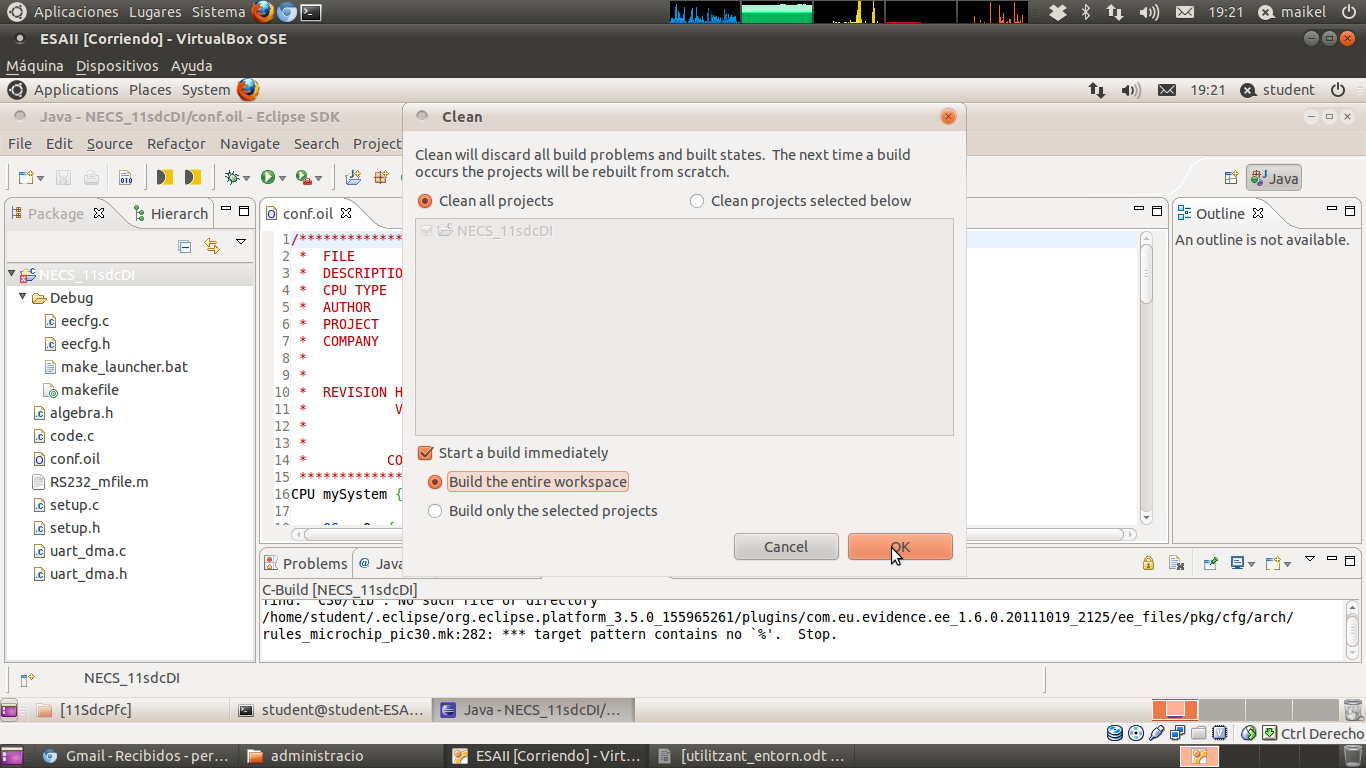 Aplicaciones Lugares Sistema 19:21 maikel
ESAII [Corriendo] - VirtualBox OSE
Máquina Dispositivos Ayuda
Applications Places System 19:21 student
Java - NECS_11sdcDI/conf.oil - Eclipse SDK
File Edit Source Refactor Navigate Search Project
Java
Package Hierarchy
conf.oil
Outline
An outline is not available.
NECS_11sdcDI
Debug
eecfg.c
eecfg.h
make_launcher.bat
makefile
algebra.h
code.c
conf.oil
RS232_mfile.m
setup.c
setup.h
uart_dma.c
uart_dma.h
1/*************
2 * FILE
3 * DESCRIPTIO
4 * CPU TYPE
5 * AUTHOR
6 * PROJECT
7 * COMPANY
8 *
9 *
10 * REVISION H
11 * V
12 *
13 *
14 * CO
15 *************
16CPU mySystem {
17
Clean
Clean will discard all build problems and built states. The next time a build
occurs the projects will be rebuilt from scratch.
Clean all projects Clean projects selected below
NECS_11sdcDI
Start a build immediately
Build the entire workspace
Build only the selected projects
Cancel OK
Problems @ Java
C-Build [NECS_11sdcDI]
find: `C30/lib': No such file or directory
/home/student/.eclipse/org.eclipse.platform_3.5.0_155965261/plugins/com.eu.evidence.ee_1.6.0.20111019_2125/ee_files/pkg/cfg/arch/
rules_microchip_pic30.mk:282: *** target pattern contains no `%'. Stop.
NECS_11sdcDI
[11SdcPfc] student@student-ESA... Java - NECS_11sdcDI/...
Ctrl Derecho
Gmail - Recibidos - per... administracio ESAII [Corriendo] - Virt... [utilitzant_entorn.odt ...